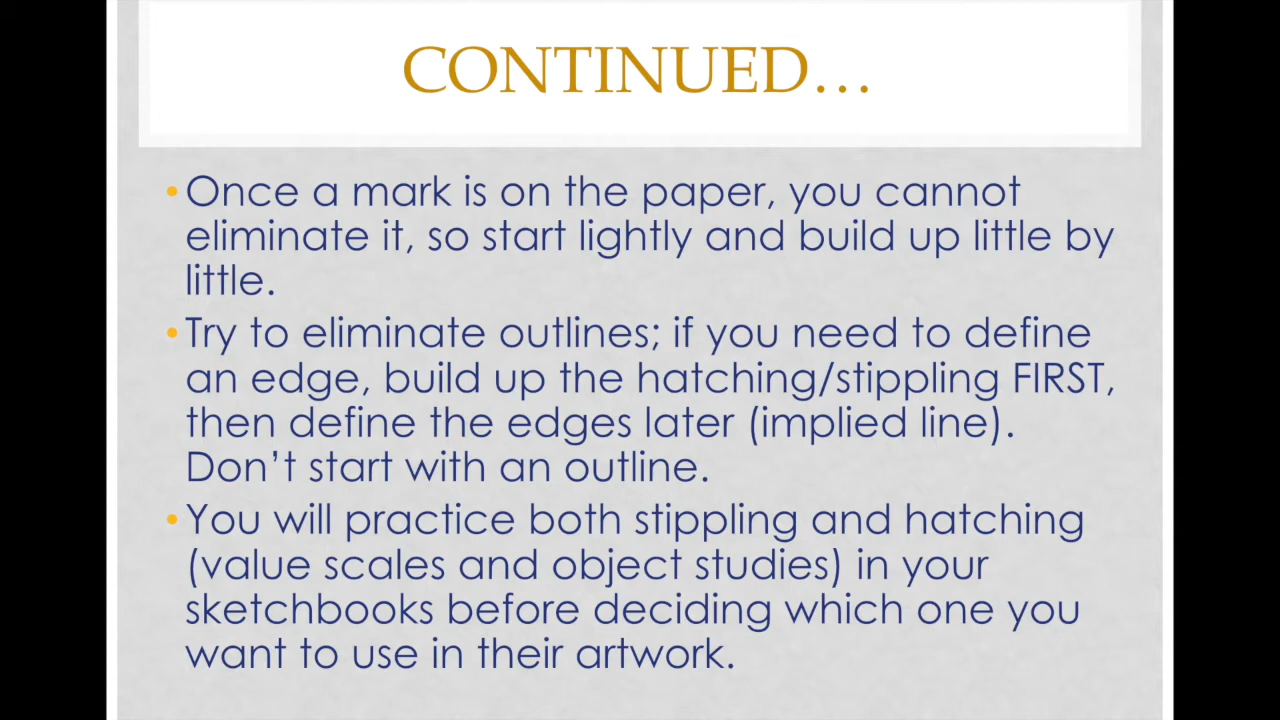 CONTINUED...
•Once a mark is on the paper, you cannot
eliminate it, so start lightly and build up little by
little.
•Try to eliminate outlines; if you need to define
an edge, build up the hatching/stippling FIRST,
then define the edges later (implied line).
Don't start with an outline.
•You will practice both stippling and hatching
(value scales and object studies) in your
sketchbooks before deciding which one you
want to use in their artwork.